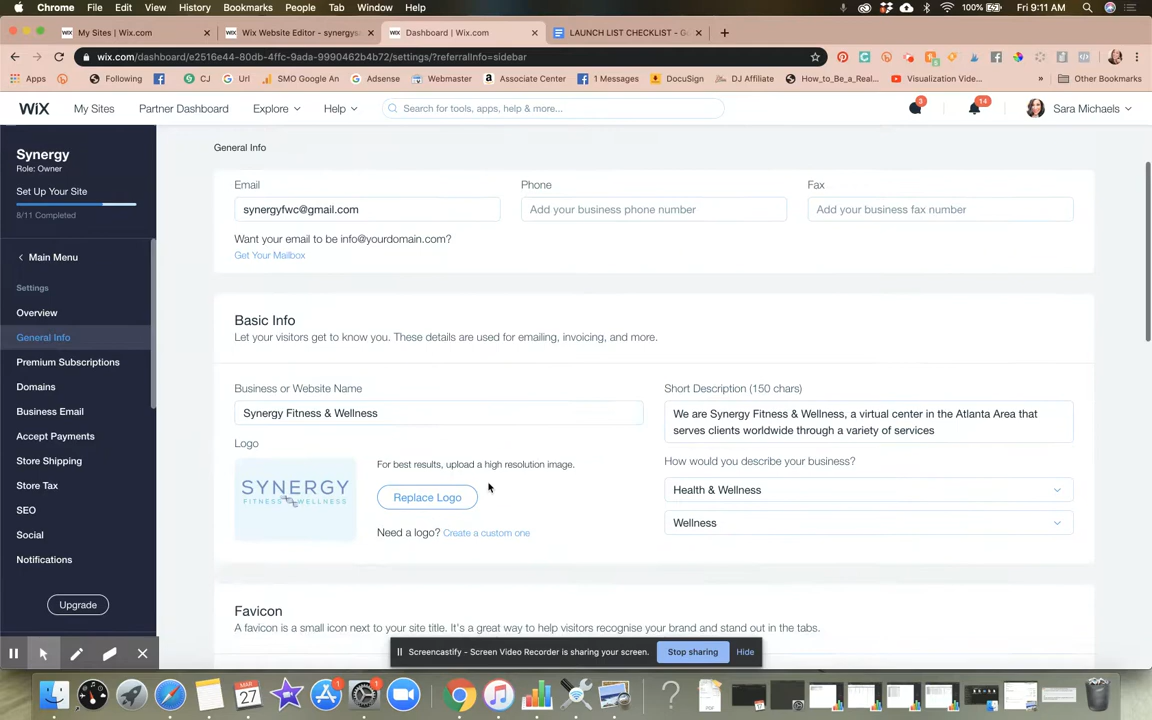 Chrome File Edit View History Bookmarks People Tab Window Help 100% Fri 9:11 AM
My Sites | Wix.com Wix Website Editor - synergys Dashboard | Wix.com LAUNCH LIST CHECKLIST - G
wix.com/dashboard/e2516e44-80db-4ffc-9ada-9990462b4b72/settings/?referralInfo=sidebar
Apps Following CJ Url SMO Google An Adsense Webmaster Associate Center 1 Messages DocuSign DJ Affiliate How_to_Be_a_Real... Visualization Vide... » Other Bookmarks
WiX My Sites Partner Dashboard Explore Help Search for tools, apps, help & more... 3 14 Sara Michaels
Synergy
Role: Owner
Set Up Your Site
8/11 Completed
Main Menu
Settings
Overview
General Info
Premium Subscriptions
Domains
Business Email
Accept Payments
Store Shipping
Store Tax
SEO
Social
Notifications
Upgrade
General Info
Email Phone Fax
synergyfwc@gmail.com Add your business phone number Add your business fax number
Want your email to be info@yourdomain.com?
Get Your Mailbox
Basic Info
Let your visitors get to know you. These details are used for emailing, invoicing, and more.
Business or Website Name
Synergy Fitness & Wellness
Logo
SYNERGY
FITNESS WELLNESS
For best results, upload a high resolution image.
Replace Logo
Need a logo? Create a custom one
Short Description (150 chars)
We are Synergy Fitness & Wellness, a virtual center in the Atlanta Area that
serves clients worldwide through a variety of services
How would you describe your business?
Health & Wellness
Wellness
Favicon
A favicon is a small icon next to your site title. It's a great way to help visitors recognise your brand and stand out in the tabs.
Screencastify - Screen Video Recorder is sharing your screen. Stop sharing Hide
MAR
27
1
1